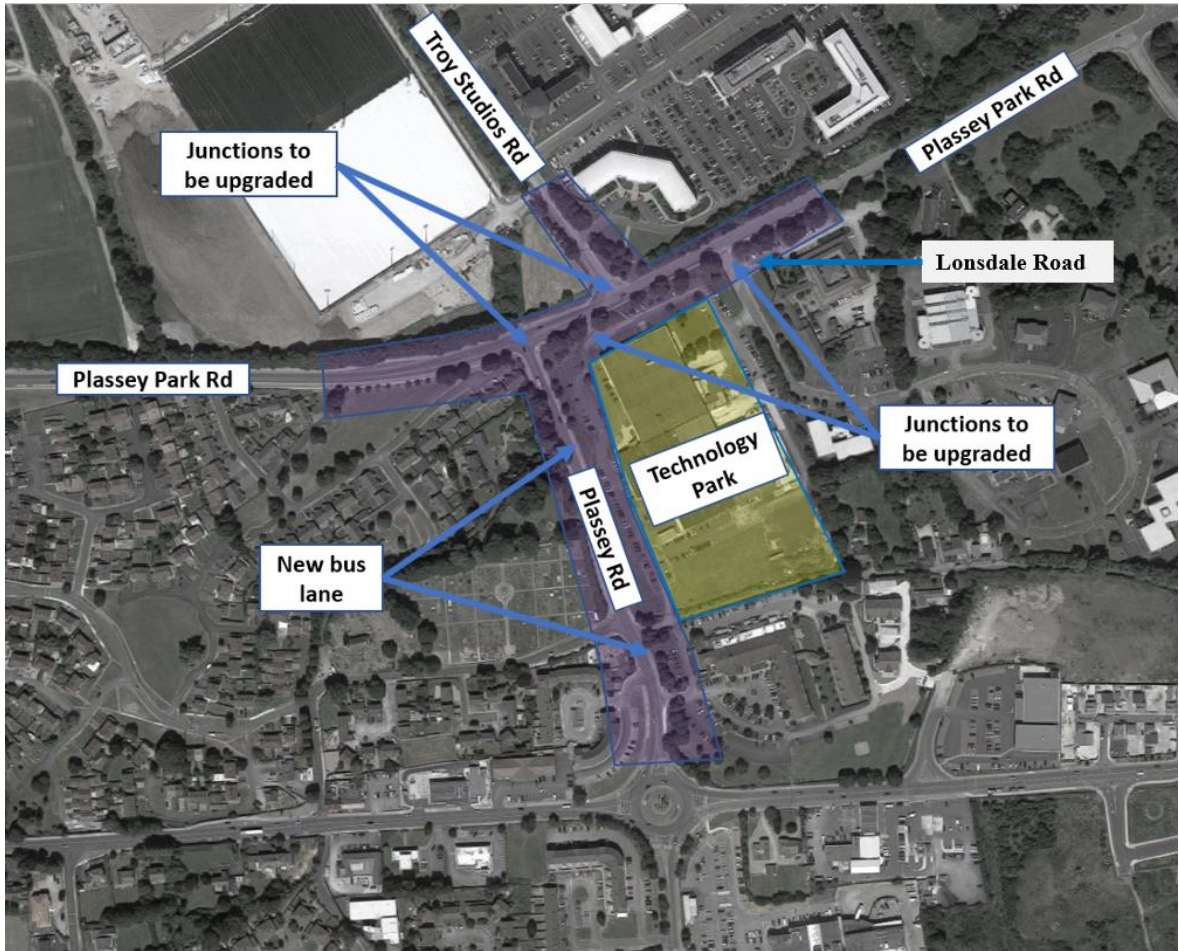 Troy Studios Rd
Plassey Park Rd
Junctions to
be upgraded
Lonsdale Road
Plassey Park Rd
Junctions to
be upgraded
Technology
Park
Plassey Rd
New bus
lane